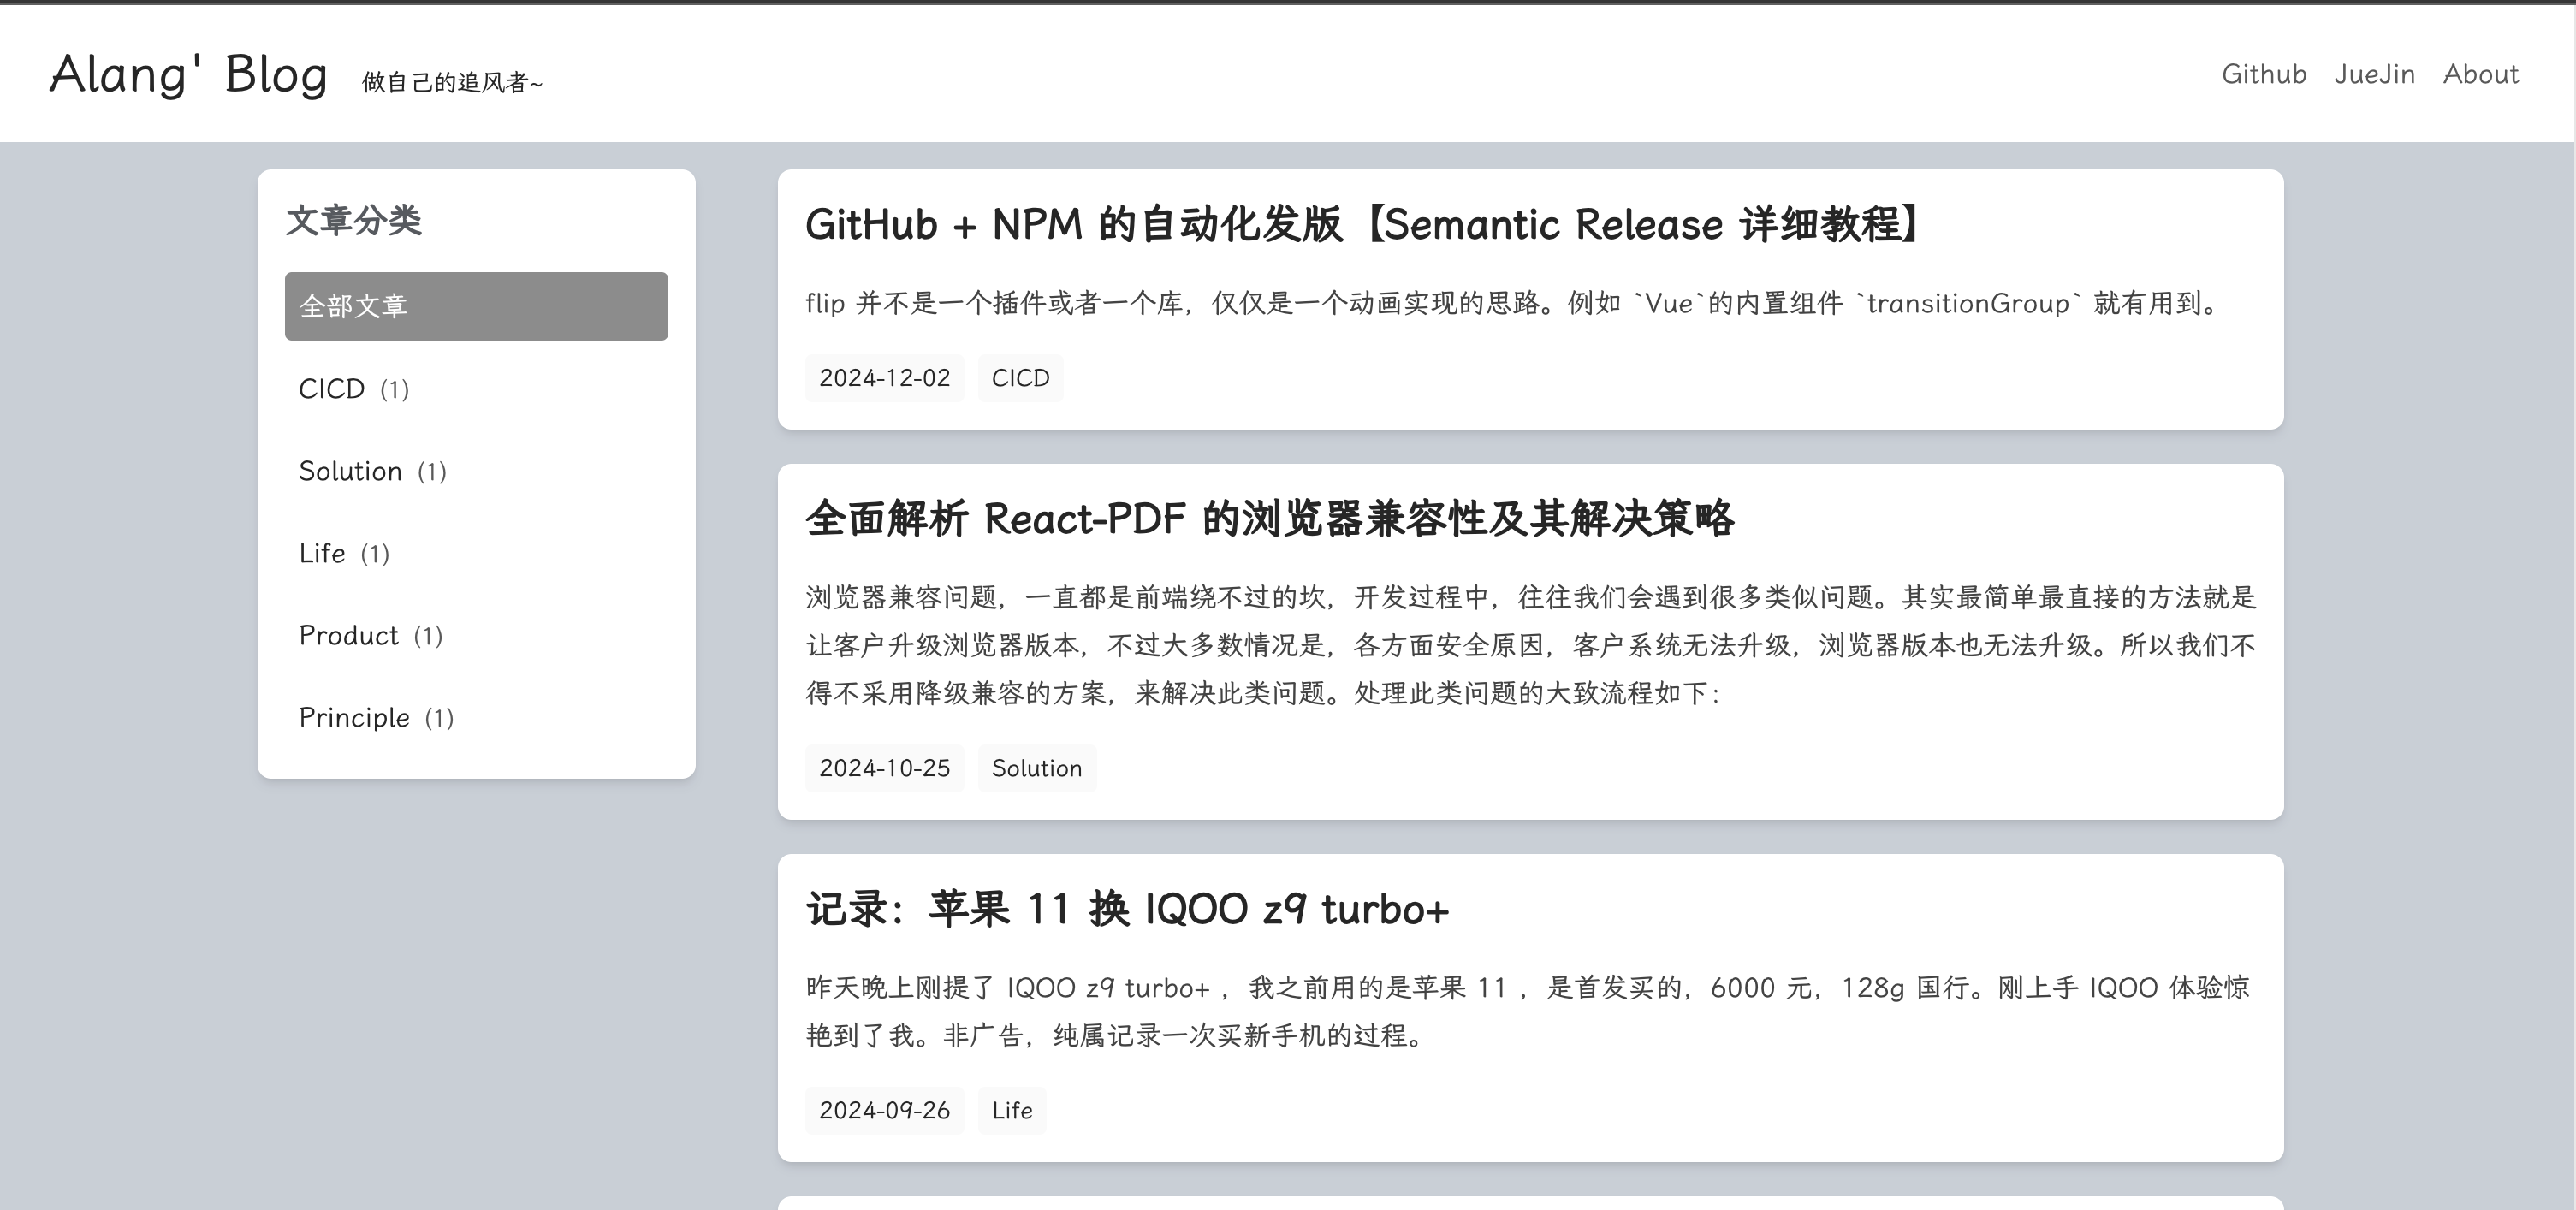 Alang' Blog 做自己的追风者~
Github JueJin About
文章分类
全部文章
CICD (1)
Solution (1)
Life (1)
Product (1)
Principle (1)
GitHub + NPM 的自动化发版【Semantic Release 详细教程】
flip 并不是一个插件或者一个库，仅仅是一个动画实现的思路。例如 `Vue`的内置组件 `transitionGroup` 就有用到。
2024-12-02 CICD
全面解析 React-PDF 的浏览器兼容性及其解决策略
浏览器兼容问题，一直都是前端绕不过的坎，开发过程中，往往我们会遇到很多类似问题。其实最简单最直接的方法就是
让客户升级浏览器版本，不过大多数情况是，各方面安全原因，客户系统无法升级，浏览器版本也无法升级。所以我们不
得不采用降级兼容的方案，来解决此类问题。处理此类问题的大致流程如下：
2024-10-25 Solution
记录：苹果 11 换 IQOO z9 turbo+
昨天晚上刚提了 IQOO z9 turbo+ ，我之前用的是苹果 11 ，是首发买的，6000 元，128g 国行。刚上手 IQOO 体验惊
艳到了我。非广告，纯属记录一次买新手机的过程。
2024-09-26 Life